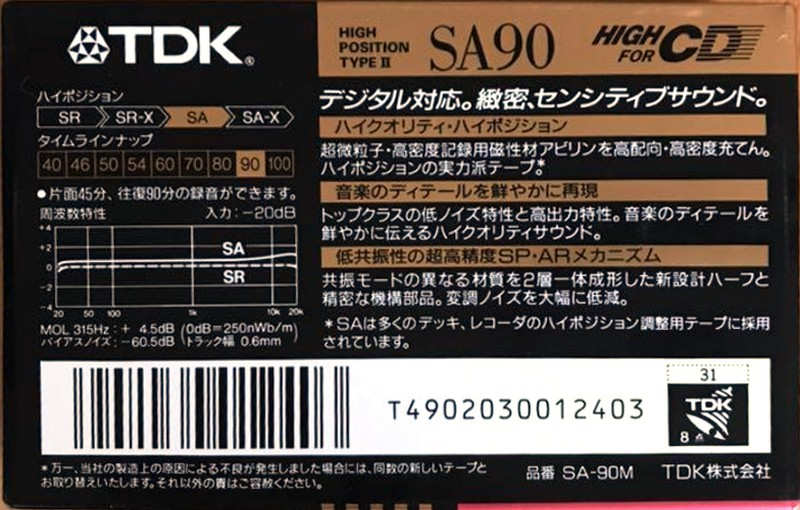 TDK®
HIGH
POSITION
TYPE II
SA90
HIGH
FOR CD
ハイポジション
SR SR-X SA SA-X
タイムラインナップ
40 46 50 54 60 70 80 90 100
●片面45分、往復90分の録音ができます。
周波数特性 入力:−20dB
+4
+2
0
−2
−4
SA
SR
20 50 100 1k 10k 20k
MOL 315Hz:+ 4.5dB (0dB=250nWb/m)
バイアスノイズ:−60.5dB (トラック幅 0.6mm)
デジタル対応。緻密、センシティブサウンド。
ハイクオリティ・ハイポジション
超微粒子・高密度記録用磁性材アビリンを高配向・高密度充てん。
ハイポジションの実力派テープ*。
音楽のディテールを鮮やかに再現
トップクラスの低ノイズ特性と高出力特性。音楽のディテールを
鮮やかに伝えるハイクオリティサウンド。
低共振性の超高精度SP・ARメカニズム
共振モードの異なる材質を2層一体成形した新設計ハーフと
精密な機構部品。変調ノイズを大幅に低減。
*SAは多くのデッキ、レコーダのハイポジション調整用テープに採用
されています。
T4902030012403
31
TDK
8点
*万一、当社の製造上の原因による不良が発生しました場合には、同数の新しいテープと
お取り替えいたします。それ以外の責はご容赦ください。
品番 SA-90M TDK株式会社